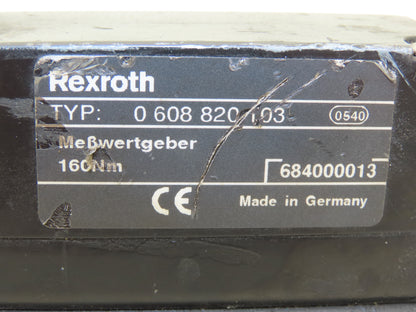 Rexroth
TYP: 0 608 820 103 0540
Meßwertgeber
160Nm 684000013
CE Made in Germany